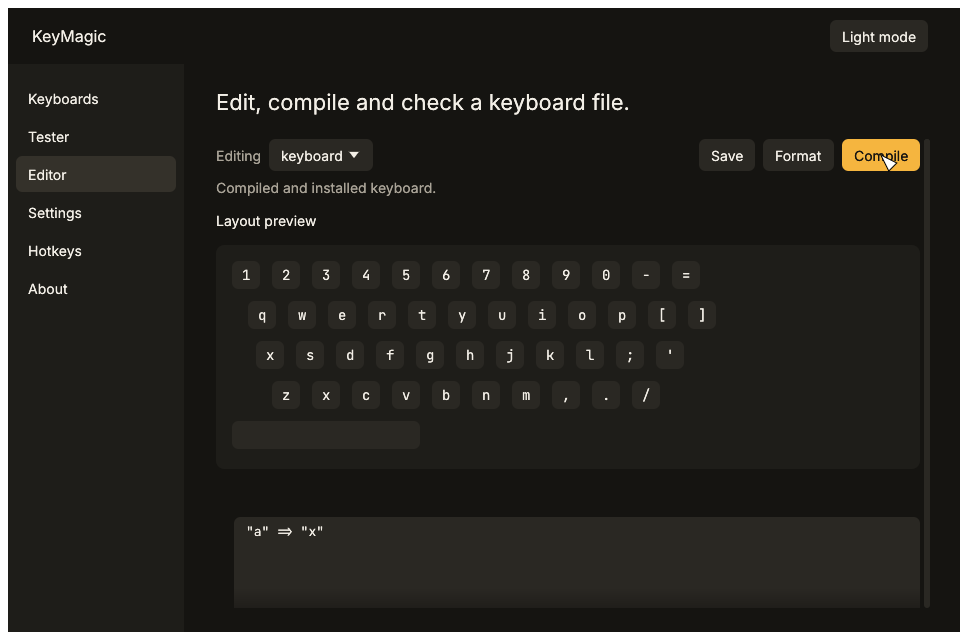 KeyMagic
Light mode
Keyboards
Tester
Editor
Settings
Hotkeys
About
Edit, compile and check a keyboard file.
Editing keyboard Save Format Compile
Compiled and installed keyboard.
Layout preview
1 2 3 4 5 6 7 8 9 0 - =
q w e r t y u i o p [ ]
x s d f g h j k l ; '
z x c v b n m , . /
"a" => "x"